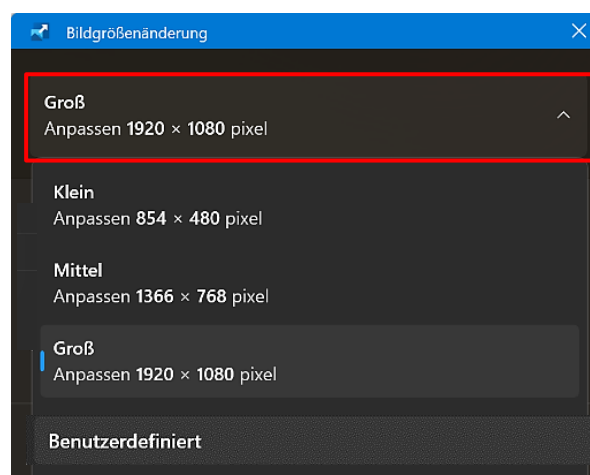 Bildgrößenänderung
Groß
Anpassen 1920 × 1080 pixel
Klein
Anpassen 854 × 480 pixel
Mittel
Anpassen 1366 × 768 pixel
Groß
Anpassen 1920 × 1080 pixel
Benutzerdefiniert